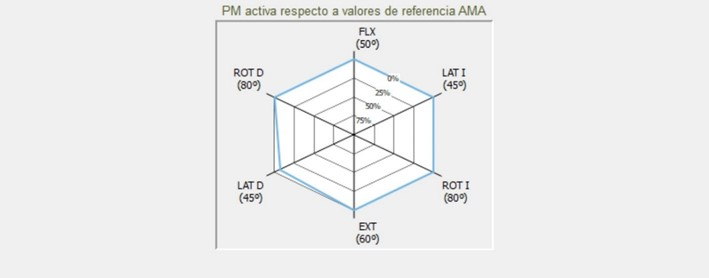 PM activa respecto a valores de referencia AMA
FLX
(50º)
ROT D
(80º)
LAT I
(45º)
0%
25%
50%
75%
LAT D
(45º)
ROT I
(80º)
EXT
(60º)